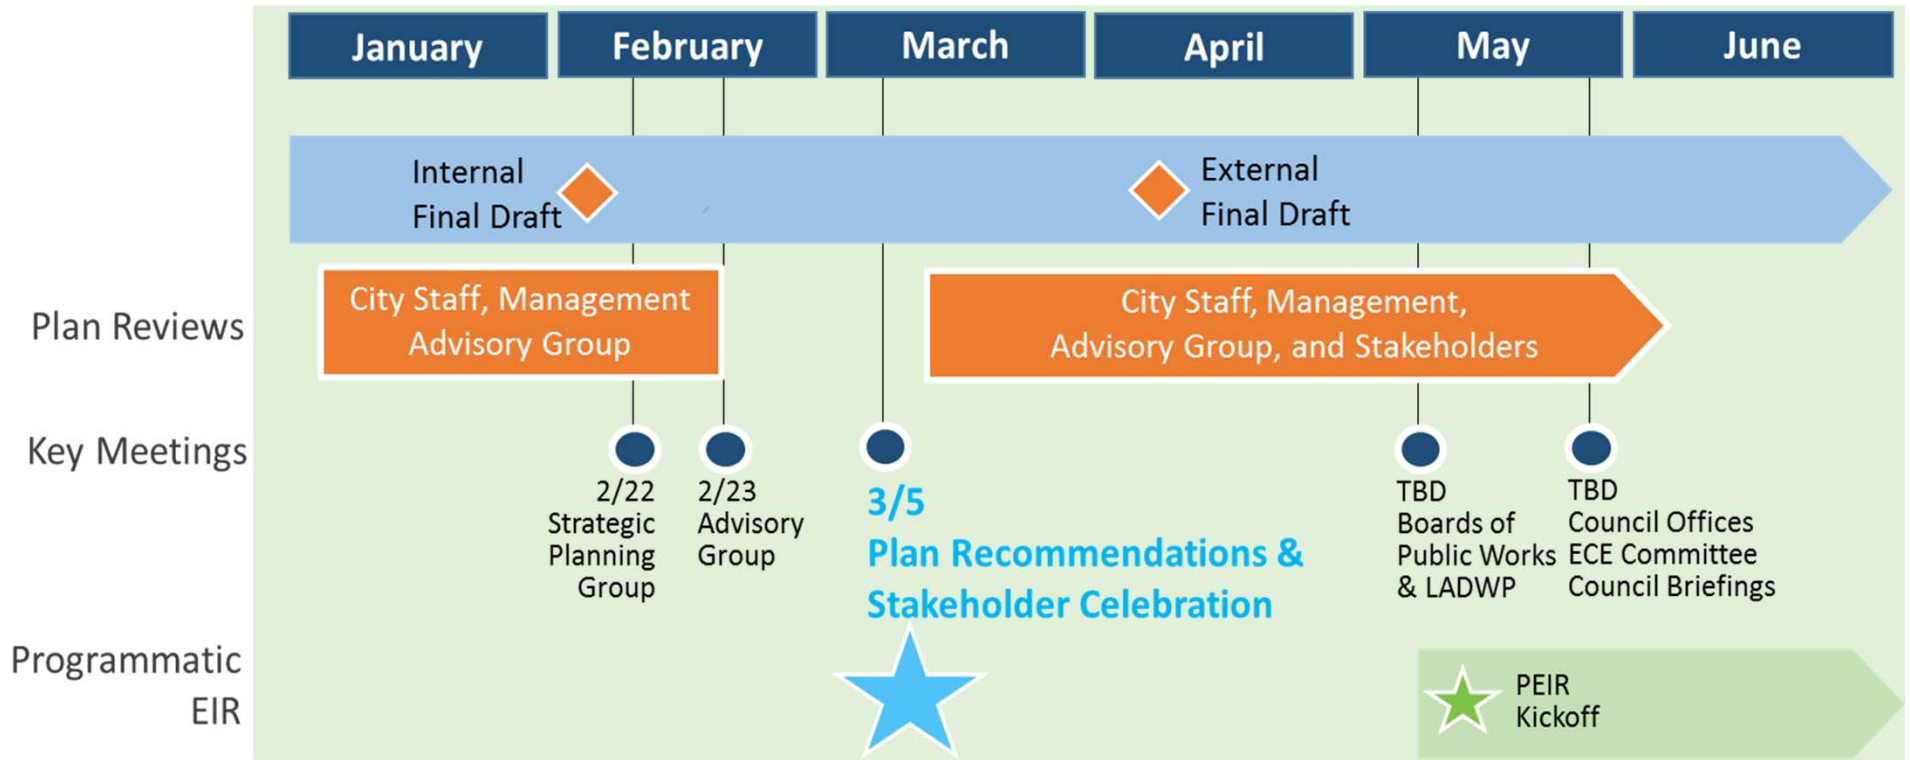 January
February
March
April
May
June
Internal
Final Draft
External
Final Draft
Plan Reviews
City Staff, Management
Advisory Group
City Staff, Management,
Advisory Group, and Stakeholders
Key Meetings
2/22
Strategic
Planning
Group
2/23
Advisory
Group
3/5
Plan Recommendations &
Stakeholder Celebration
TBD
Boards of
Public Works
& LADWP
TBD
Council Offices
ECE Committee
Council Briefings
Programmatic
EIR
PEIR
Kickoff